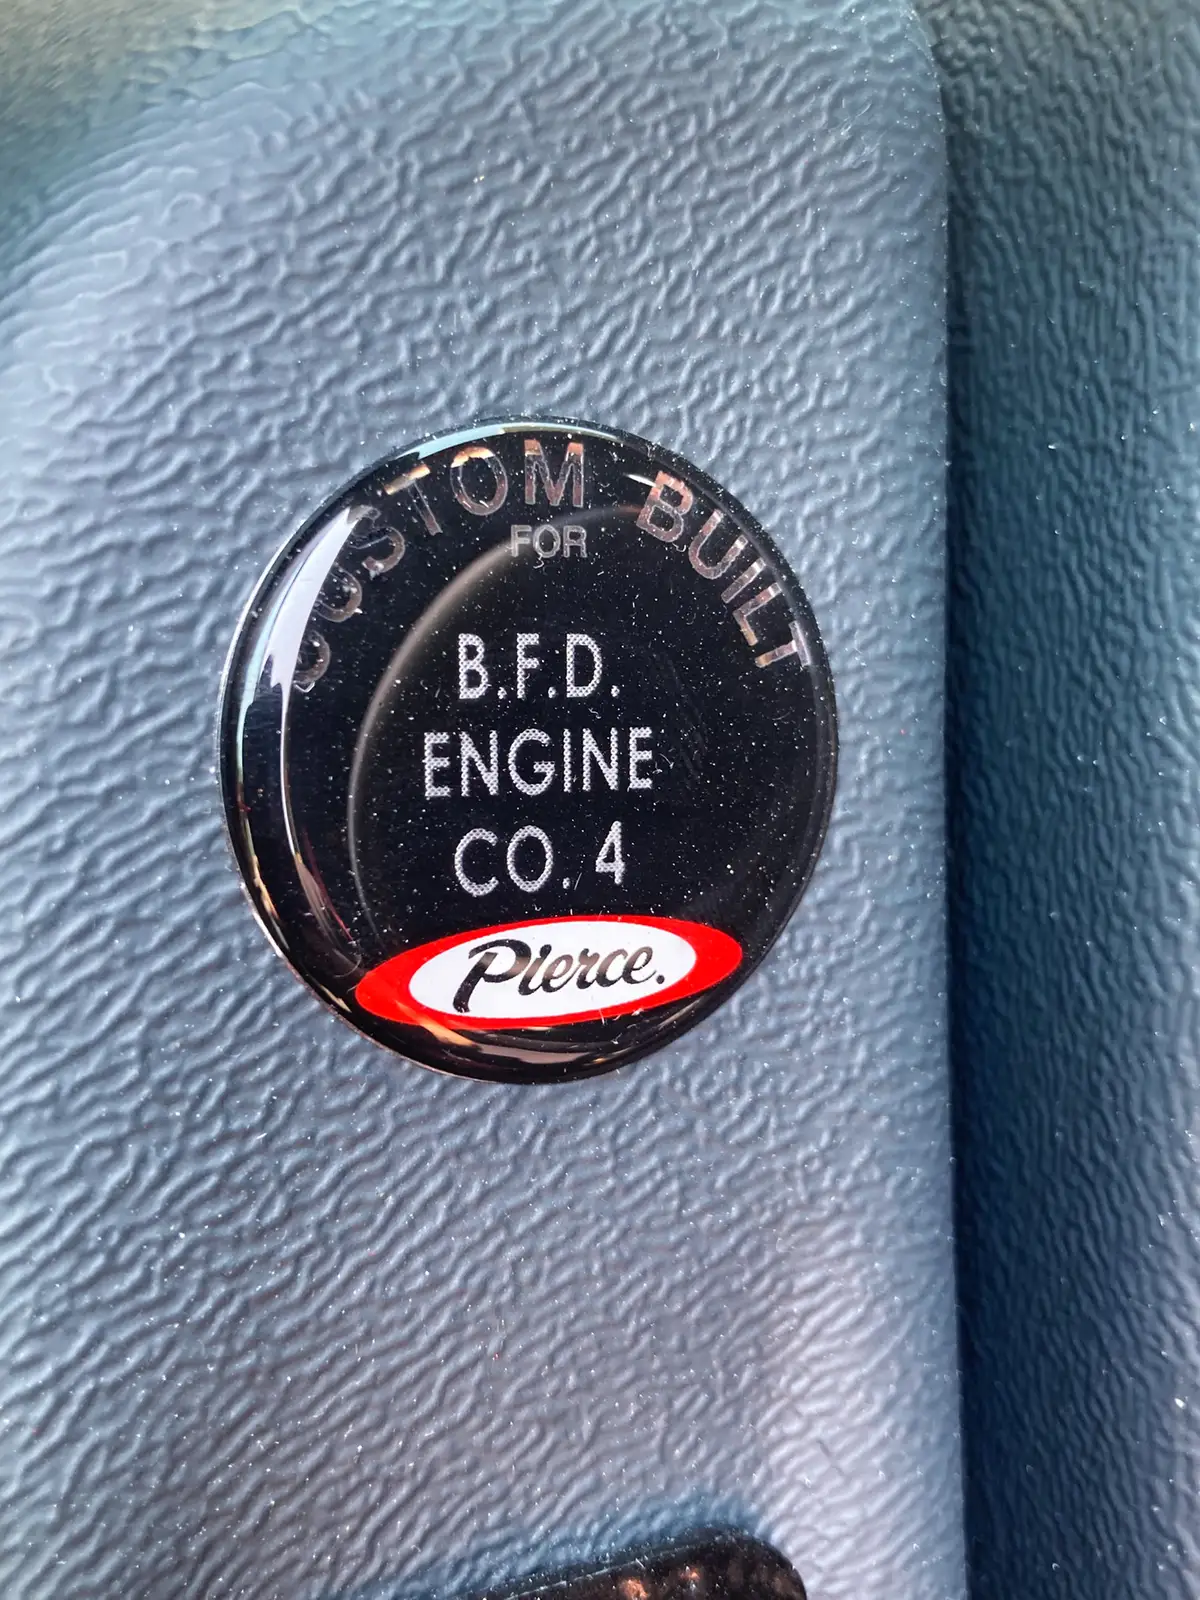 CUSTOM BUILT
FOR
B.F.D.
ENGINE
CO. 4
Pierce.